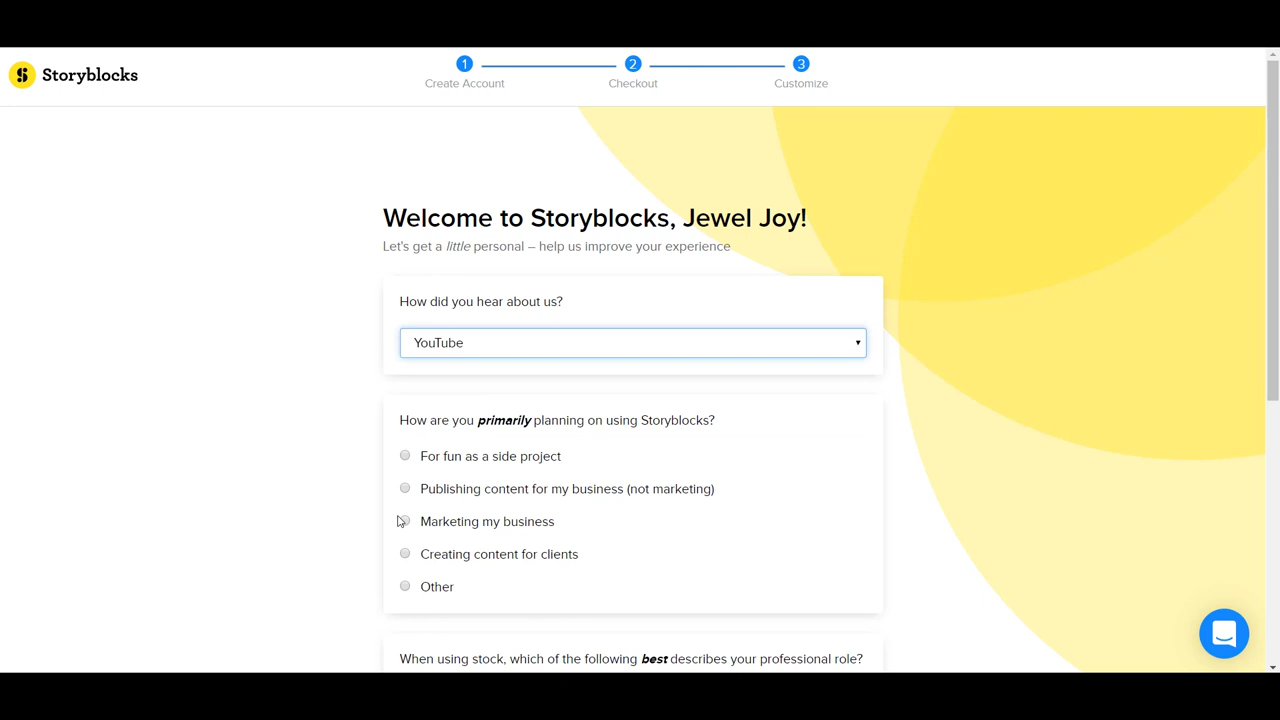 Storyblocks
1
2
3
Create Account
Checkout
Customize
Welcome to Storyblocks, Jewel Joy!
Let's get a little personal – help us improve your experience
How did you hear about us?
YouTube
How are you primarily planning on using Storyblocks?
For fun as a side project
Publishing content for my business (not marketing)
Marketing my business
Creating content for clients
Other
When using stock, which of the following best describes your professional role?